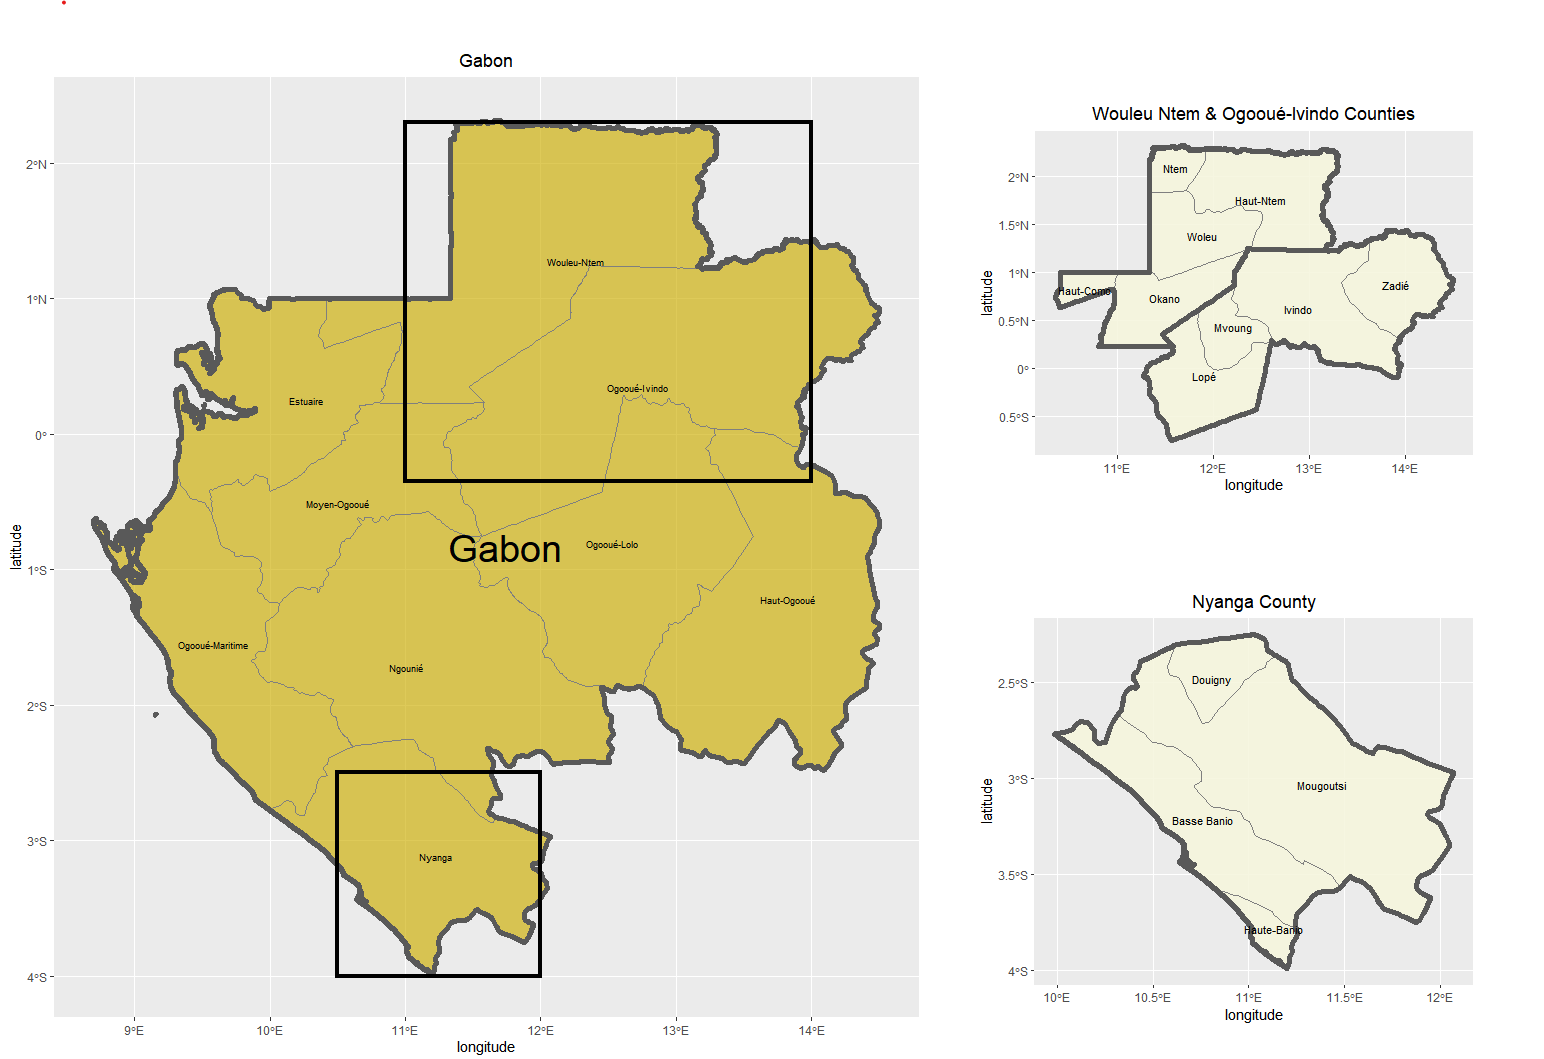 Gabon
2°N
1°N
0°
1°S
2°S
3°S
4°S
latitude
Wouleu-Ntem
Ogooué-Ivindo
Estuaire
Moyen-Ogooué
Gabon
Ogooué-Lolo
Haut-Ogooué
Ogooué-Maritime
Ngounié
Nyanga
9°E
10°E
11°E
12°E
13°E
14°E
longitude
Wouleu Ntem & Ogooué-Ivindo Counties
2°N
1.5°N
1°N
0.5°N
0°
0.5°S
latitude
Ntem
Haut-Ntem
Woleu
Haut-Como
Okano
Zadié
Ivindo
Mvoung
Lopé
11°E
12°E
13°E
14°E
longitude
Nyanga County
2.5°S
3°S
3.5°S
4°S
latitude
Douigny
Mougoutsi
Basse Banio
Haute-Banio
10°E
10.5°E
11°E
11.5°E
12°E
longitude